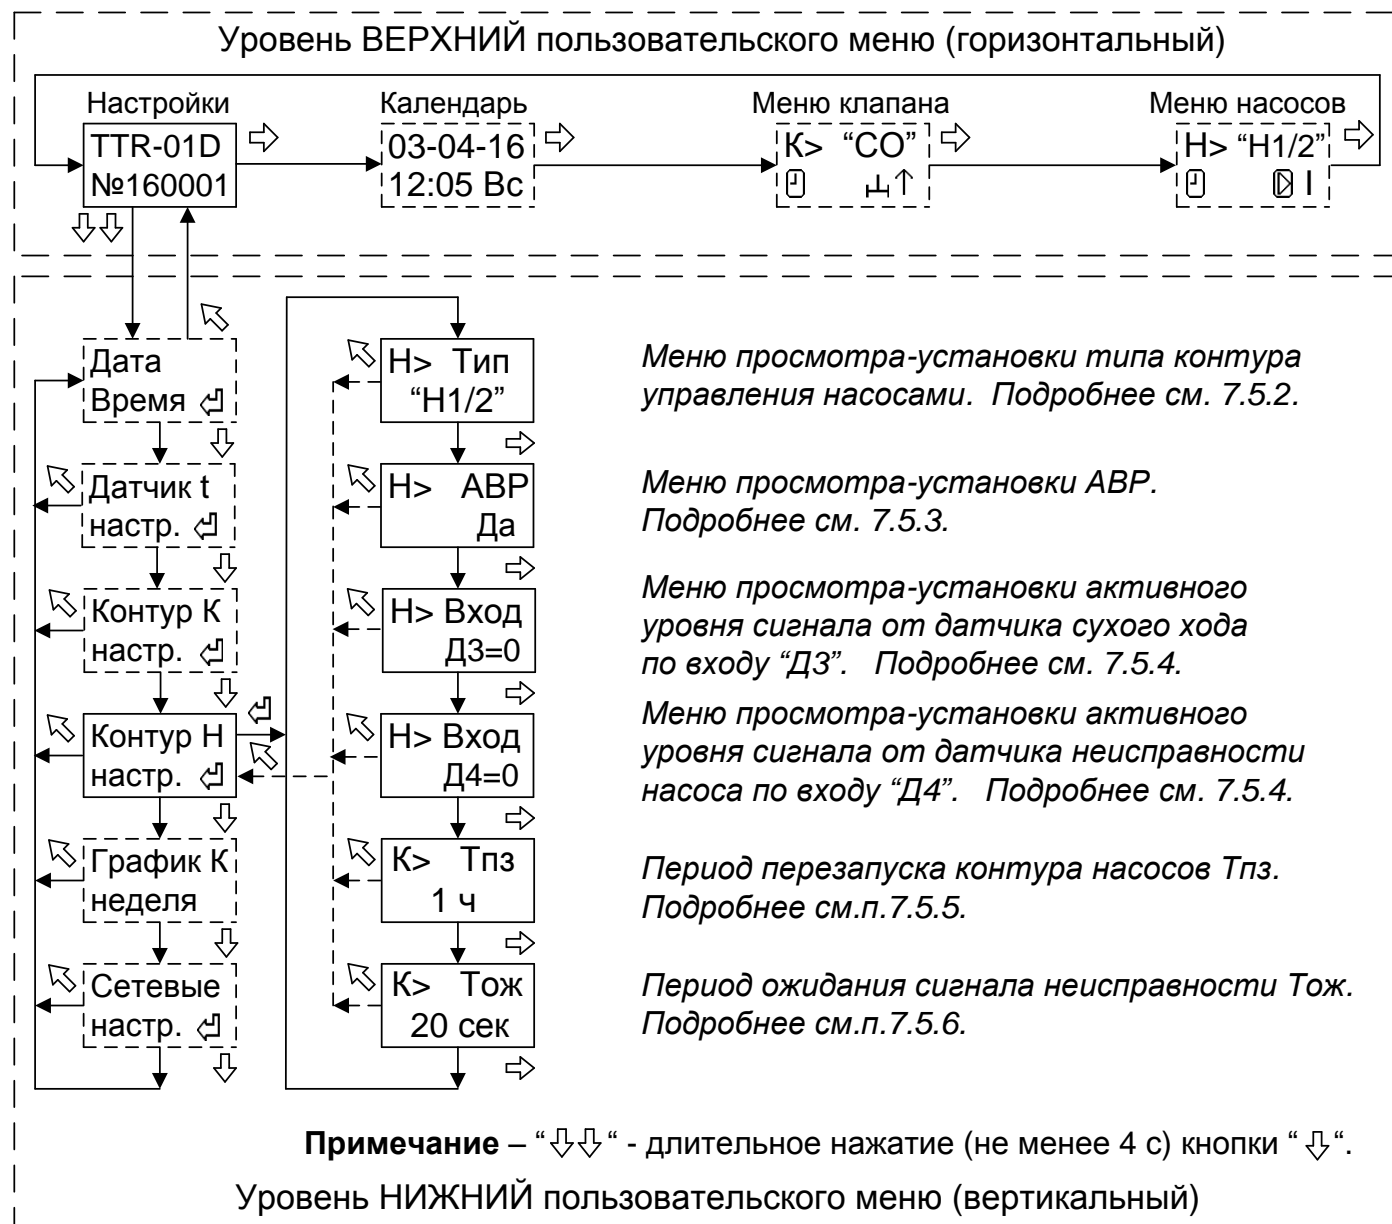 Уровень ВЕРХНИЙ пользовательского меню (горизонтальный)
Настройки
Календарь
Меню клапана
Меню насосов
TTR-01D
№160001
03-04-16
12:05 Вс
К> “СО”
Н> “Н1/2”
I
Дата
Время
Датчик t
настр.
Контур К
настр.
Контур Н
настр.
График К
неделя
Сетевые
настр.
Н> Тип
“Н1/2”
Н> АВР
Да
Н> Вход
Д3=0
Н> Вход
Д4=0
К> Тпз
1 ч
К> Тож
20 сек
Меню просмотра-установки типа контура
управления насосами. Подробнее см. 7.5.2.
Меню просмотра-установки АВР.
Подробнее см. 7.5.3.
Меню просмотра-установки активного
уровня сигнала от датчика сухого хода
по входу “Д3”. Подробнее см. 7.5.4.
Меню просмотра-установки активного
уровня сигнала от датчика неисправности
насоса по входу “Д4”. Подробнее см. 7.5.4.
Период перезапуска контура насосов Тпз.
Подробнее см.п.7.5.5.
Период ожидания сигнала неисправности Тож.
Подробнее см.п.7.5.6.
Примечание – “⇩⇩“ - длительное нажатие (не менее 4 с) кнопки “ ⇩“.
Уровень НИЖНИЙ пользовательского меню (вертикальный)